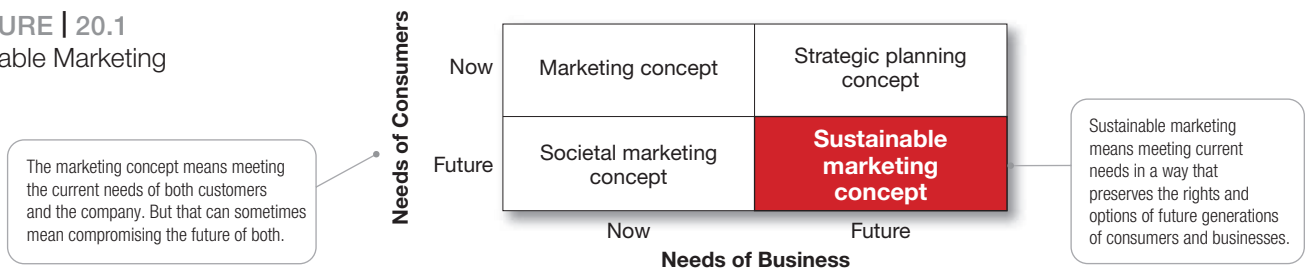 URE | 20.1
able Marketing
The marketing concept means meeting
the current needs of both customers
and the company. But that can sometimes
mean compromising the future of both.
Needs of Consumers
Now
Future
Marketing concept
Strategic planning
concept
Societal marketing
concept
Sustainable
marketing
concept
Now
Future
Needs of Business
Sustainable marketing
means meeting current
needs in a way that
preserves the rights and
options of future generations
of consumers and businesses.